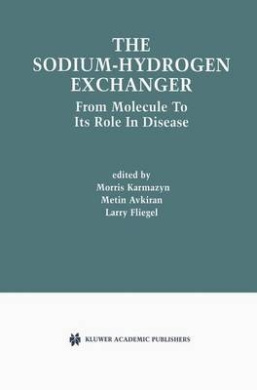 THE
SODIUM-HYDROGEN
EXCHANGER
From Molecule To
Its Role In Disease
edited by
Morris Karmazyn
Metin Avkiran
Larry Fliegel
KLUWER ACADEMIC PUBLISHERS